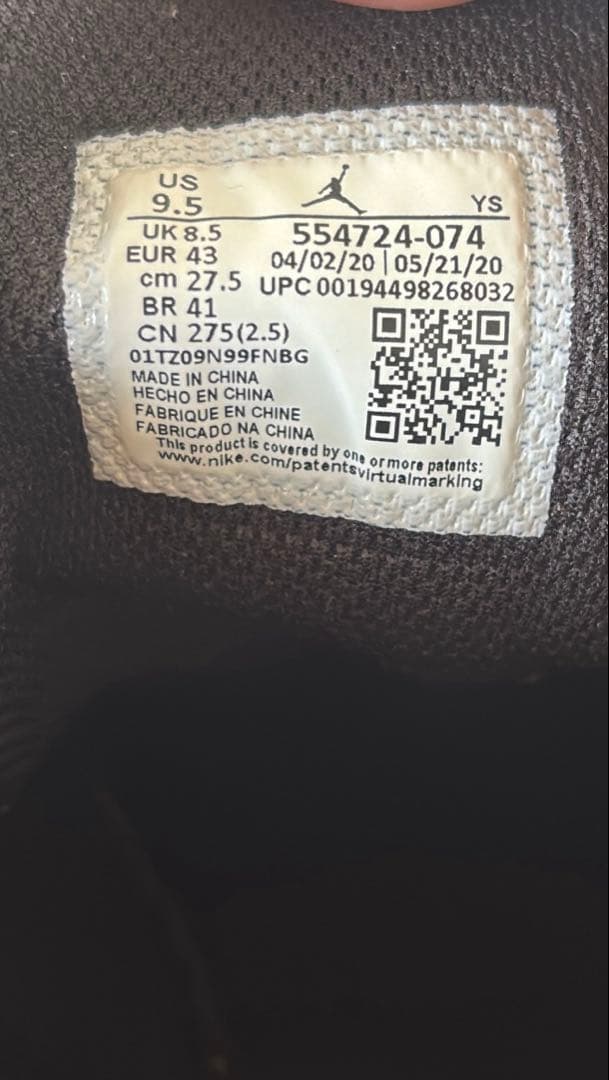 US
9.5
YS
UK 8.5
EUR 43
cm 27.5
BR 41
CN 275(2.5)
554724-074
04/02/20 | 05/21/20
UPC 00194498268032
01TZ09N99FNBG
MADE IN CHINA
HECHO EN CHINA
FABRIQUE EN CHINE
FABRICADO NA CHINA
This product is covered by one or more patents:
www.nike.com/patentsvirtualmarking